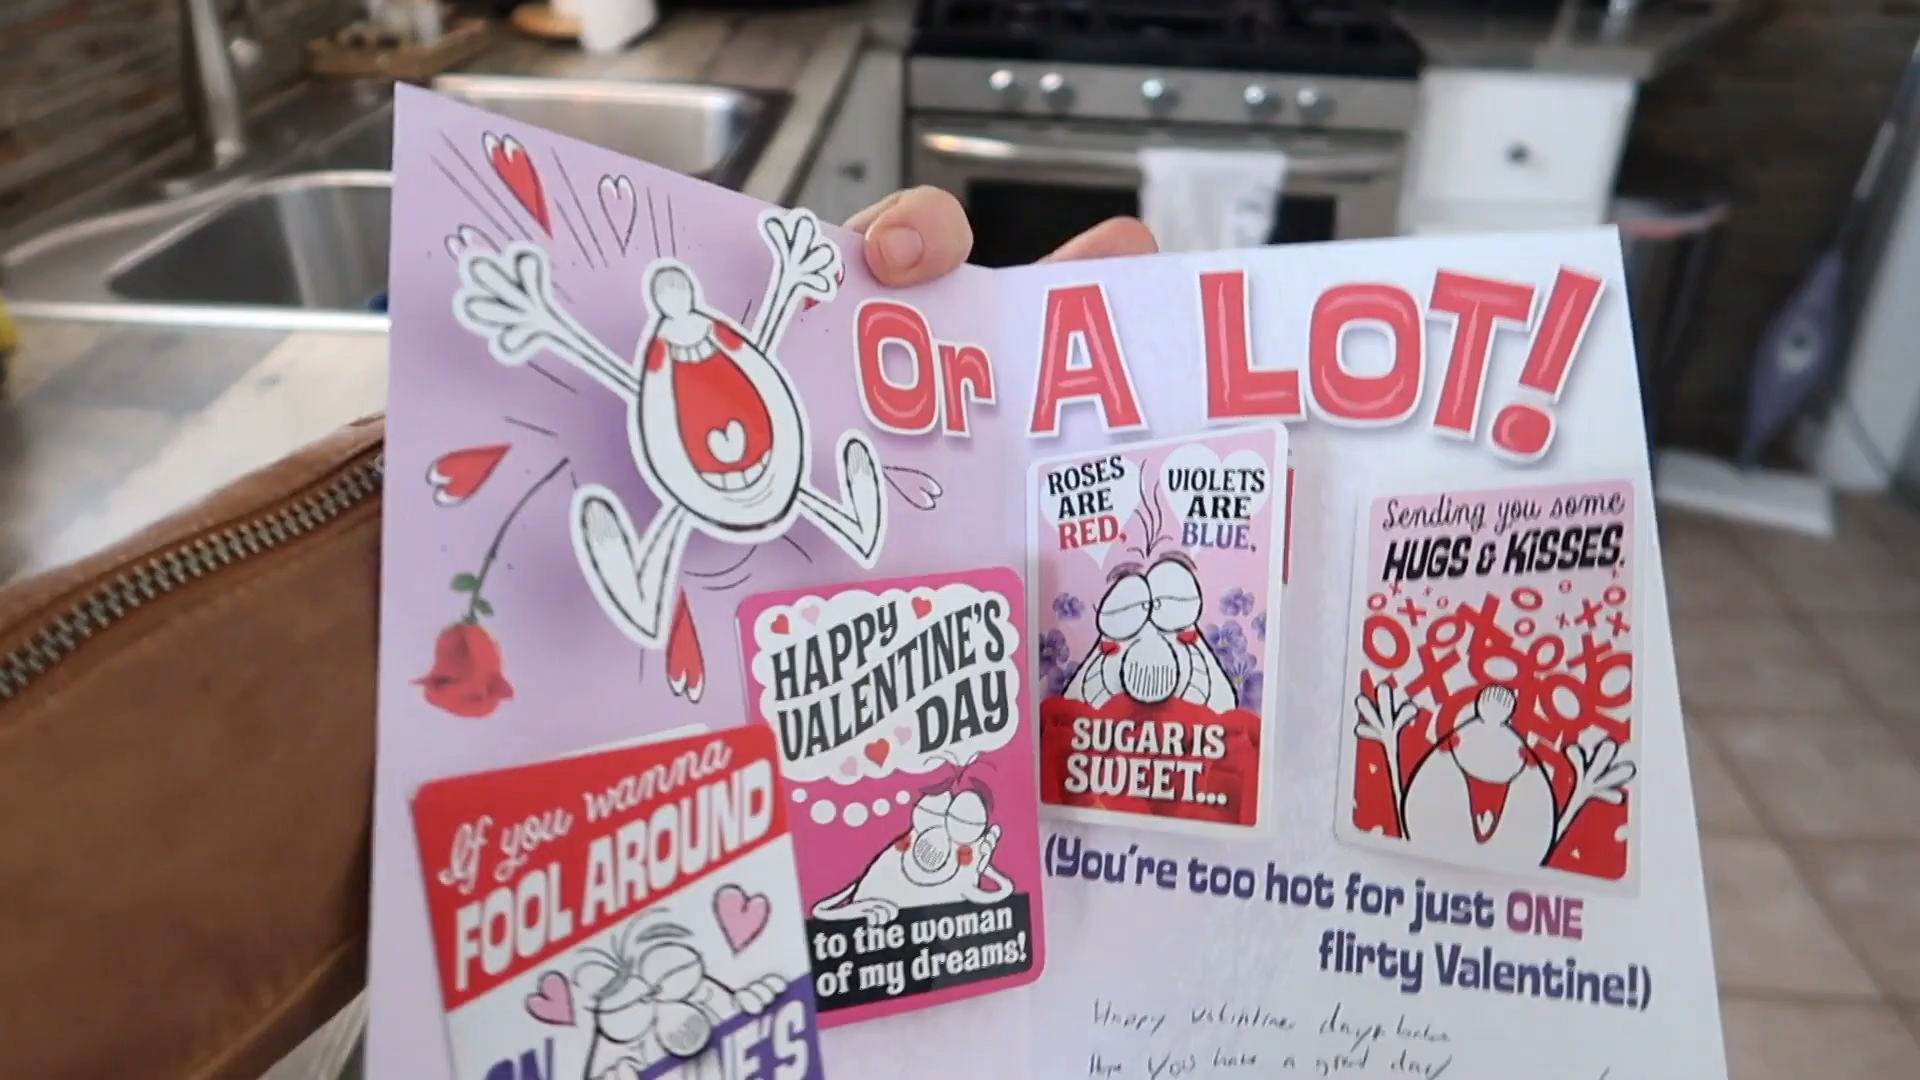 Or A LOT!
ROSES
ARE
RED,
VIOLETS
ARE
BLUE,
SUGAR IS
SWEET...
Sending you some
HUGS & KISSES.
HAPPY
VALENTINE'S
DAY
to the woman
of my dreams!
If you wanna
FOOL AROUND
ON
(You're too hot for just ONE
flirty Valentine!)
Happy day
Hope you have a great day